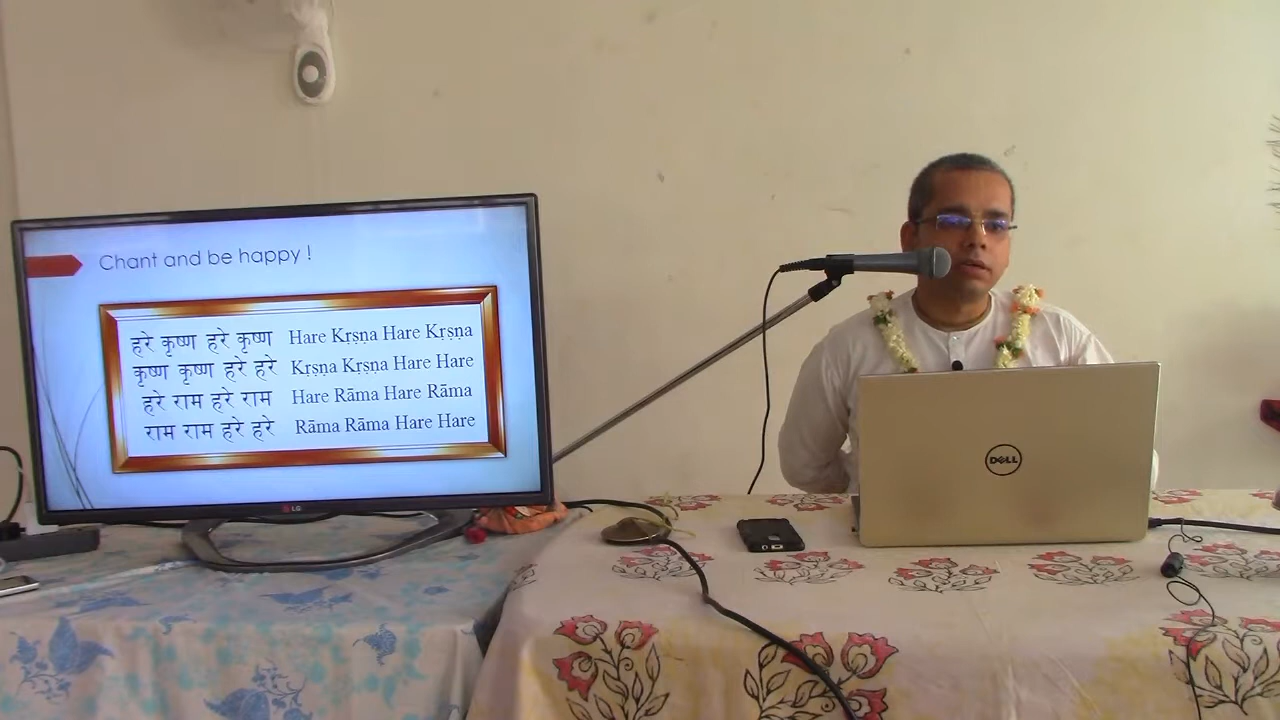 Chant and be happy !
हरे कृष्ण हरे कृष्ण Hare Kṛṣṇa Hare Kṛṣṇa
कृष्ण कृष्ण हरे हरे Kṛṣṇa Kṛṣṇa Hare Hare
हरे राम हरे राम Hare Rāma Hare Rāma
राम राम हरे हरे Rāma Rāma Hare Hare
LG
DELL